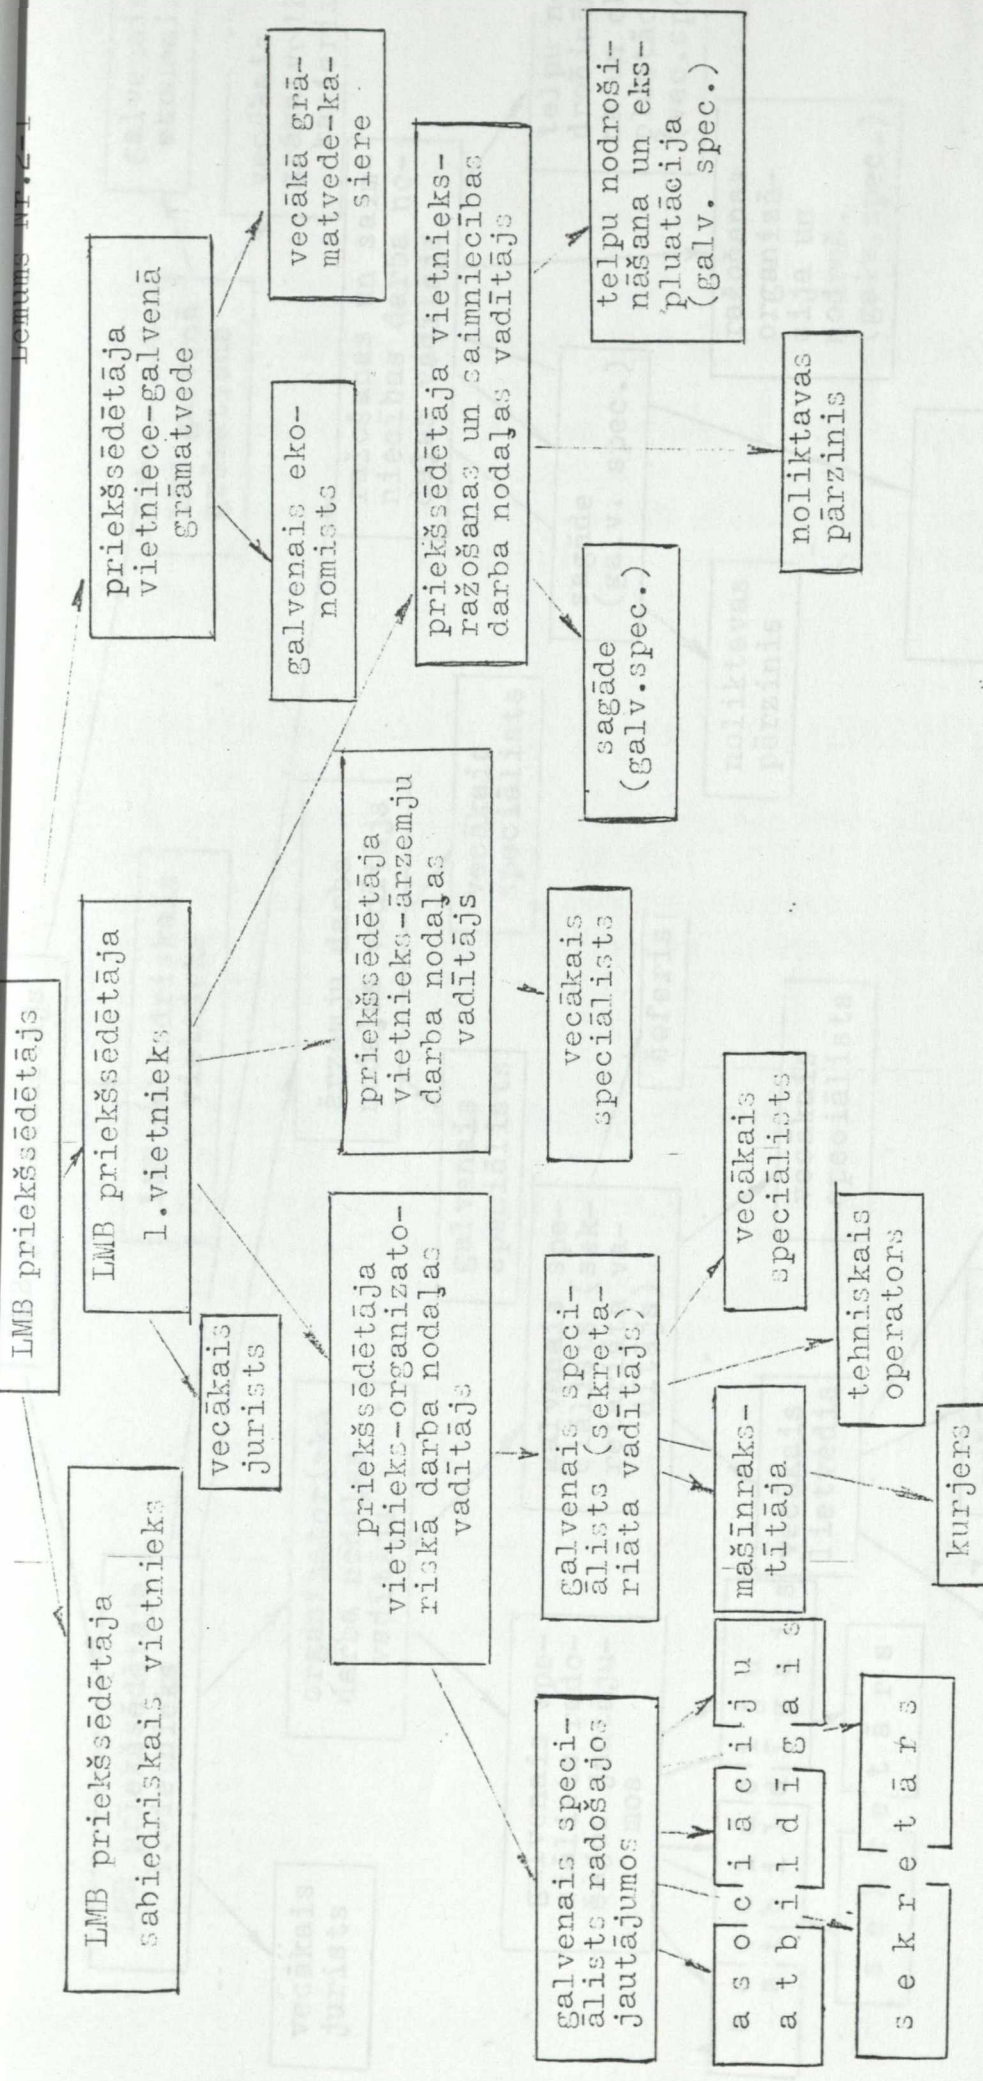 Lēmums Nr.2-1
LMB priekšsēdētājs
LMB priekšsēdētāja
sabiedriskais vietnieks
LMB priekšsēdētāja
1.vietnieks
priekšsēdētāja
vietniece-galvenā
grāmatvede
vecākais
jurists
galvenais eko-
nomists
vecākā grā-
matvede-ka-
siere
priekšsēdētāja
vietnieks-organizato-
riskā darba nodaļas
vadītājs
priekšsēdētāja
vietnieks-ārzemju
darba nodaļas
vadītājs
priekšsēdētāja vietnieks-
ražošanas un saimniecības
darba nodaļas vadītājs
galvenais speci-
ālists radošajos
jautājumos
galvenais speci-
ālists (sekreta-
riāta vadītājs)
vecākais
speciālists
sagāde
(galv.spec.)
noliktavas
pārzinis
telpu nodroši-
nāšana un eks-
pluatācija
(galv. spec.)
a s o c i ā c i j u
a t b i l d ī g a i s
s e k r e t ā r s
mašīnraks-
tītāja
tehniskais
operators
vecākais
speciālists
kurjers